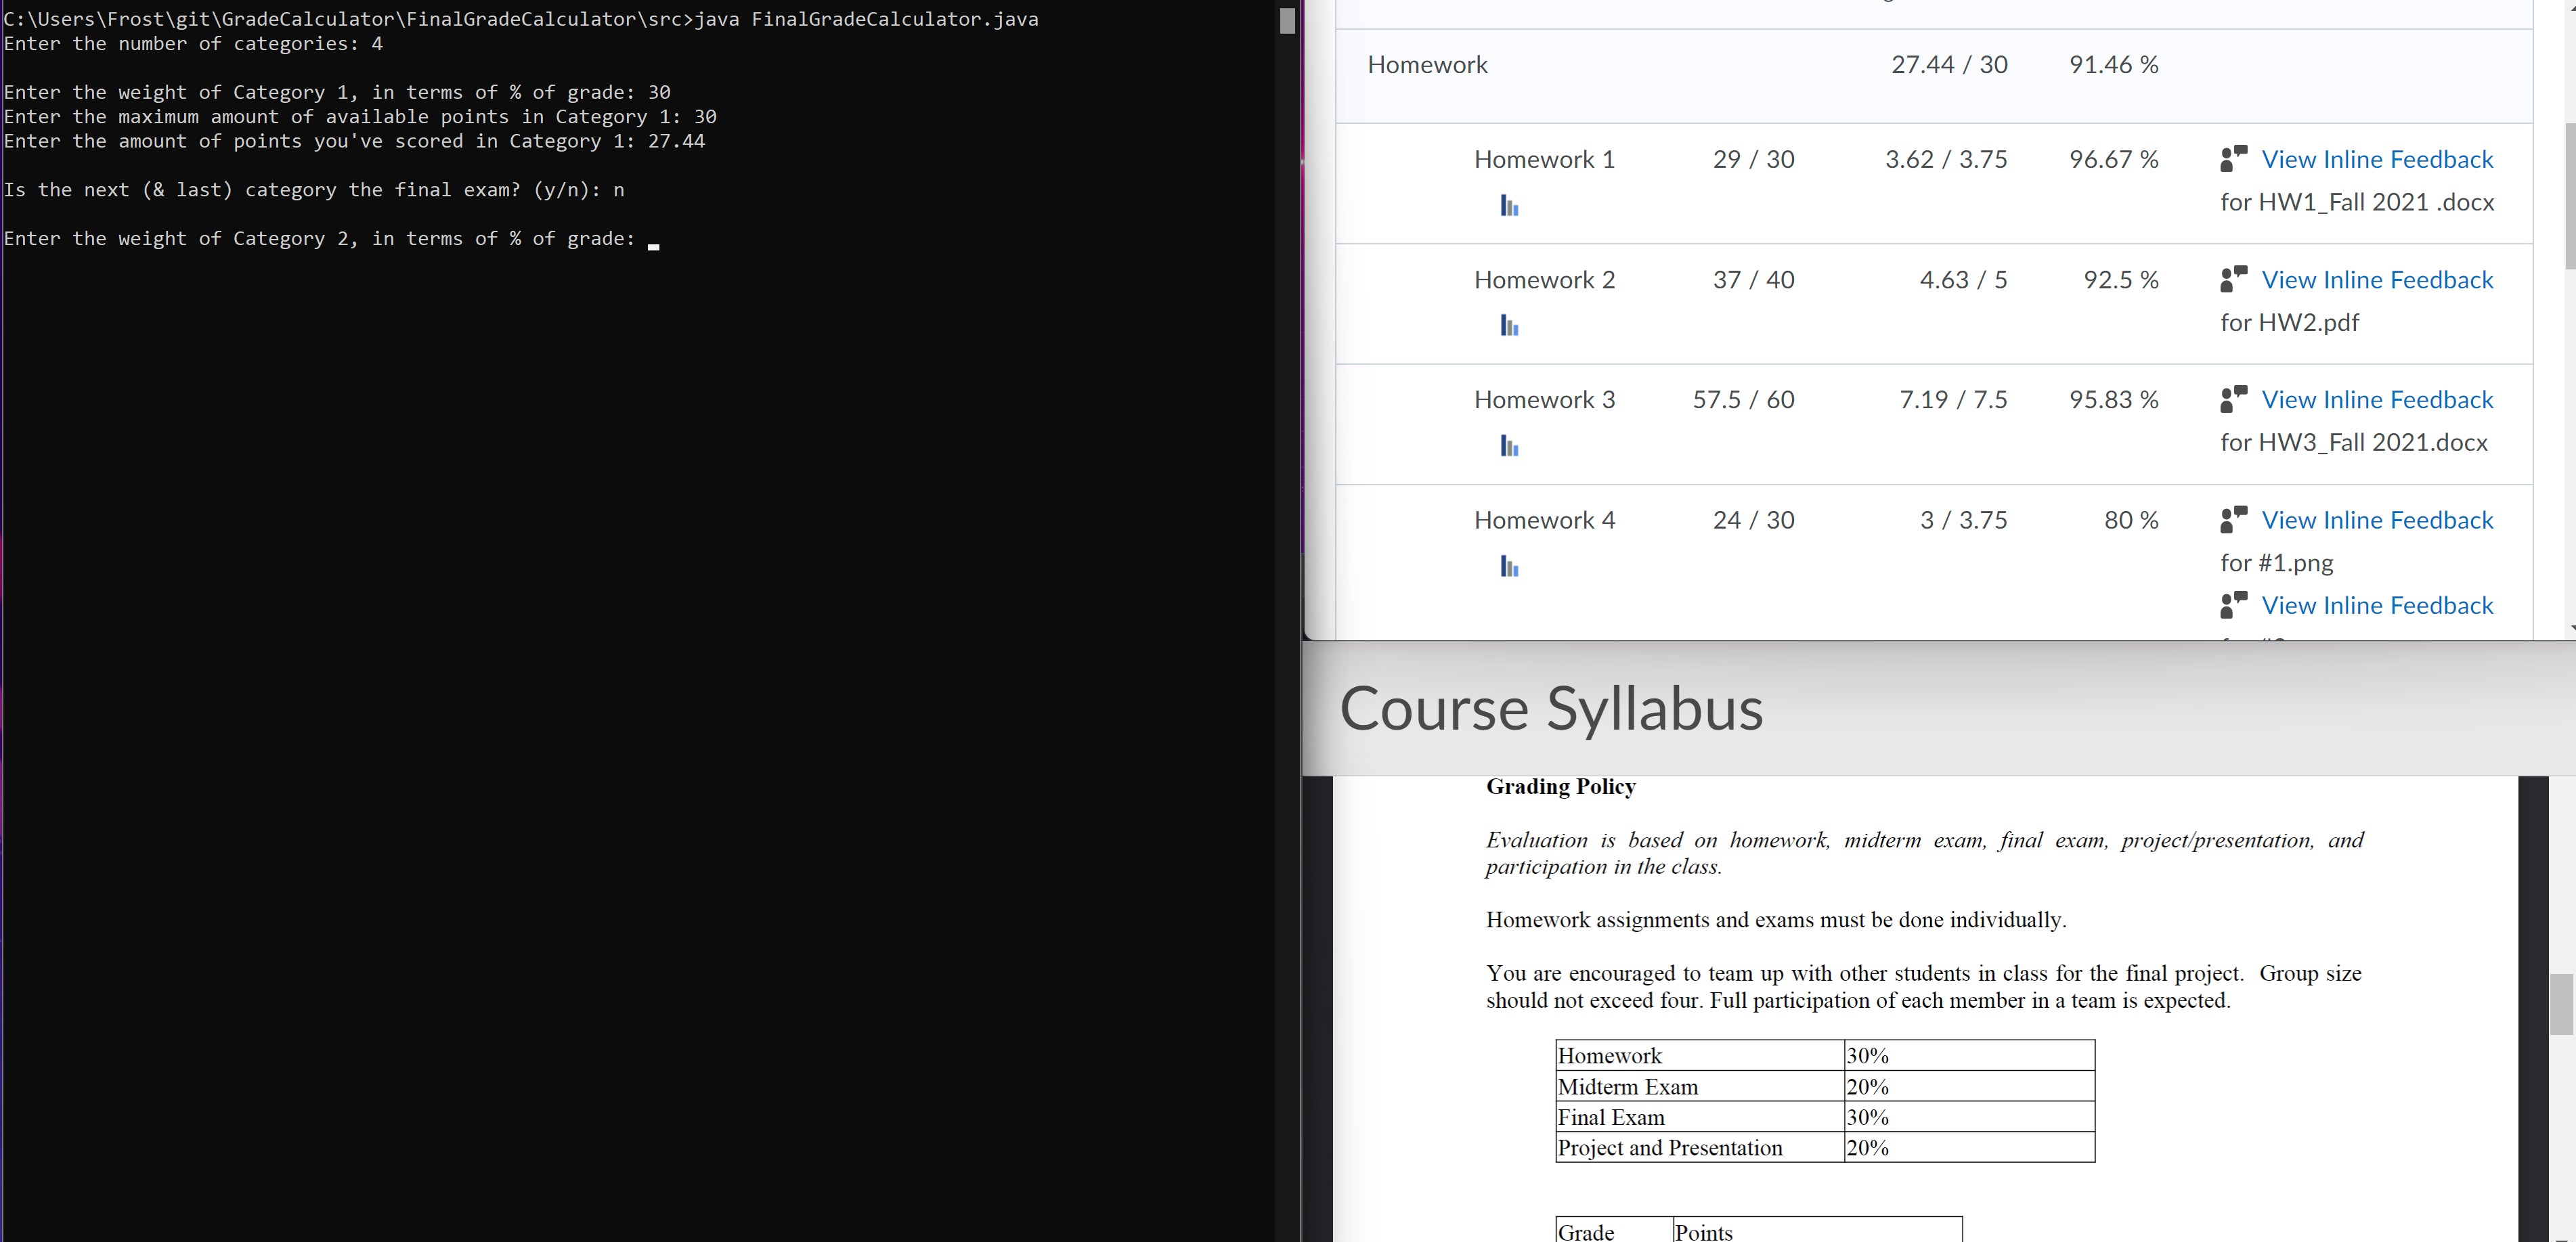 C:\Users\Frost\git\GradeCalculator\FinalGradeCalculator\src>java FinalGradeCalculator.java
Enter the number of categories: 4
Enter the weight of Category 1, in terms of % of grade: 30
Enter the maximum amount of available points in Category 1: 30
Enter the amount of points you've scored in Category 1: 27.44
Is the next (& last) category the final exam? (y/n): n
Enter the weight of Category 2, in terms of % of grade:
Homework 27.44 / 30 91.46 %
Homework 1 29 / 30 3.62 / 3.75 96.67 % View Inline Feedback
for HW1_Fall 2021 .docx
Homework 2 37 / 40 4.63 / 5 92.5 % View Inline Feedback
for HW2.pdf
Homework 3 57.5 / 60 7.19 / 7.5 95.83 % View Inline Feedback
for HW3_Fall 2021.docx
Homework 4 24 / 30 3 / 3.75 80 % View Inline Feedback
for #1.png
View Inline Feedback
Course Syllabus
Grading Policy
Evaluation is based on homework, midterm exam, final exam, project/presentation, and
participation in the class.
Homework assignments and exams must be done individually.
You are encouraged to team up with other students in class for the final project. Group size
should not exceed four. Full participation of each member in a team is expected.
Homework 30%
Midterm Exam 20%
Final Exam 30%
Project and Presentation 20%
Grade Points